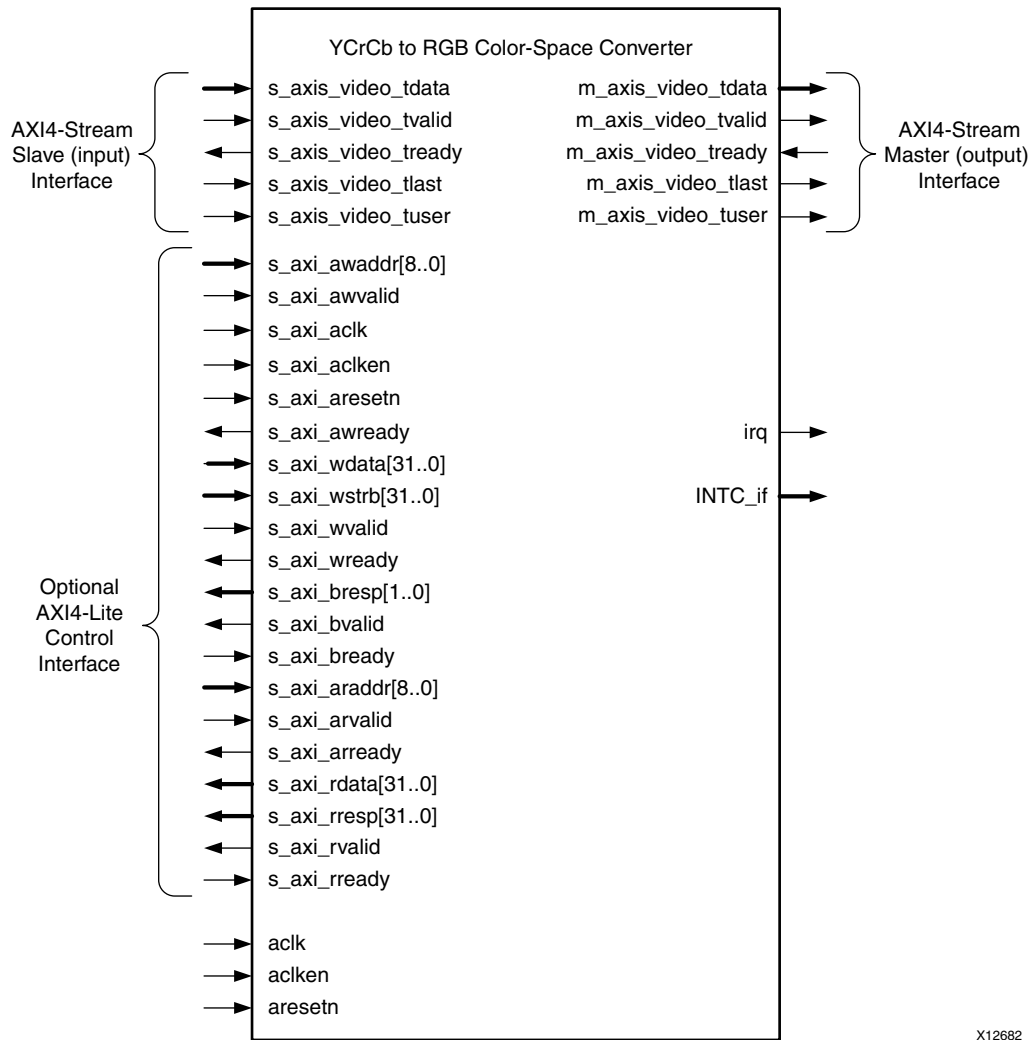 YCrCb to RGB Color-Space Converter
AXI4-Stream
Slave (input)
Interface
s_axis_video_tdata
s_axis_video_tvalid
s_axis_video_tready
s_axis_video_tlast
s_axis_video_tuser
m_axis_video_tdata
m_axis_video_tvalid
m_axis_video_tready
m_axis_video_tlast
m_axis_video_tuser
AXI4-Stream
Master (output)
Interface
Optional
AXI4-Lite
Control
Interface
s_axi_awaddr[8..0]
s_axi_awvalid
s_axi_aclk
s_axi_aclken
s_axi_aresetn
s_axi_awready
s_axi_wdata[31..0]
s_axi_wstrb[31..0]
s_axi_wvalid
s_axi_wready
s_axi_bresp[1..0]
s_axi_bvalid
s_axi_bready
s_axi_araddr[8..0]
s_axi_arvalid
s_axi_arready
s_axi_rdata[31..0]
s_axi_rresp[31..0]
s_axi_rvalid
s_axi_rready
irq
INTC_if
aclk
aclken
aresetn
X12682